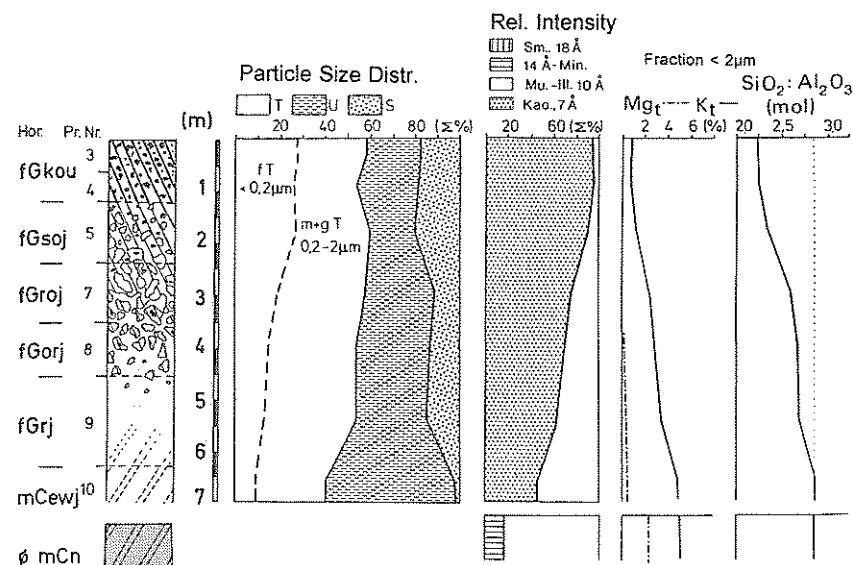 Rel. Intensity
Sm., 18 Å
14 Å-Min.
Mu.-ill. 10 Å
Kao., 7 Å
Particle Size Distr.
T U S
Fraction < 2µm
Mgt Kt
SiO2 : Al2O3
(mol)
Hor. Pr. Nr. (m)
20 60 80 (Σ%)
20 60 (Σ%)
2 4 6 (%)
20 2,5 3,0
fGkou 3 4
1
fT
< 0,2µm
m+g T
0,2-2µm
fGsoj 5 2
fGroj 7 3
fGorj 8 4
5
fGrj 9
6
mCewj 10 7
ø mCn